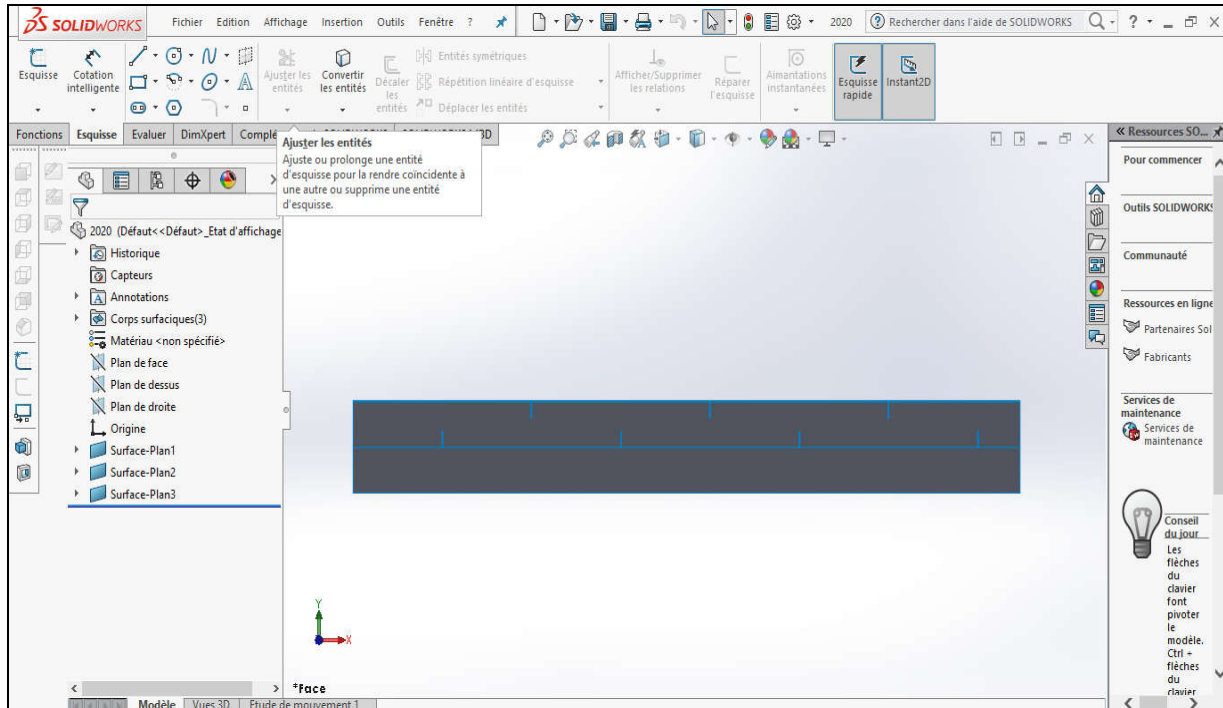 SOLIDWORKS
Fichier Edition Affichage Insertion Outils Fenêtre ?
2020
Rechercher dans l'aide de SOLIDWORKS
?
Esquisse
Cotation intelligente
Ajuster les entités
Convertir les entités
Décaler les entités
Entités symétriques
Répétition linéaire d'esquisse
Déplacer les entités
Afficher/Supprimer les relations
Réparer l'esquisse
Aimantations instantanées
Esquisse rapide
Instant2D
Fonctions Esquisse Evaluer DimXpert
Ajuster les entités
Ajuste ou prolonge une entité
d'esquisse pour la rendre coïncidente à
une autre ou supprime une entité
d'esquisse.
2020 (Défaut<<Défaut>_Etat d'affichage
Historique
Capteurs
Annotations
Corps surfaciques(3)
Matériau <non spécifié>
Plan de face
Plan de dessus
Plan de droite
Origine
Surface-Plan1
Surface-Plan2
Surface-Plan3
Y
X
*Face
Modèle Vues 3D Etude de mouvement 1
« Ressources SO...
Pour commencer
Outils SOLIDWORKS
Communauté
Ressources en ligne
Partenaires Sol
Fabricants
Services de
maintenance
Services de
maintenance
Conseil
du jour
Les
flèches
du
clavier
font
pivoter
le
modèle.
Ctrl +
flèches
du
clavier